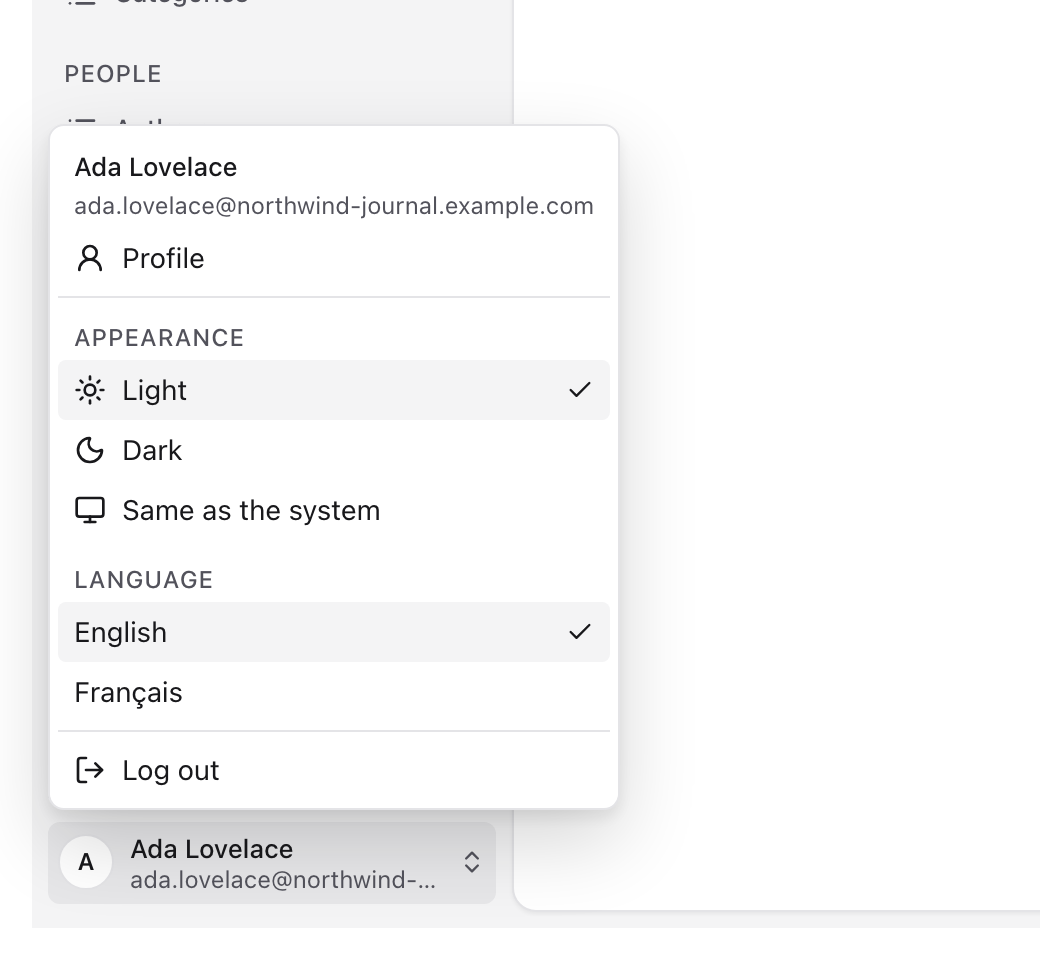 PEOPLE
Ada Lovelace
ada.lovelace@northwind-journal.example.com
Profile
APPEARANCE
Light
Dark
Same as the system
LANGUAGE
English
Français
Log out
A
Ada Lovelace
ada.lovelace@northwind-...